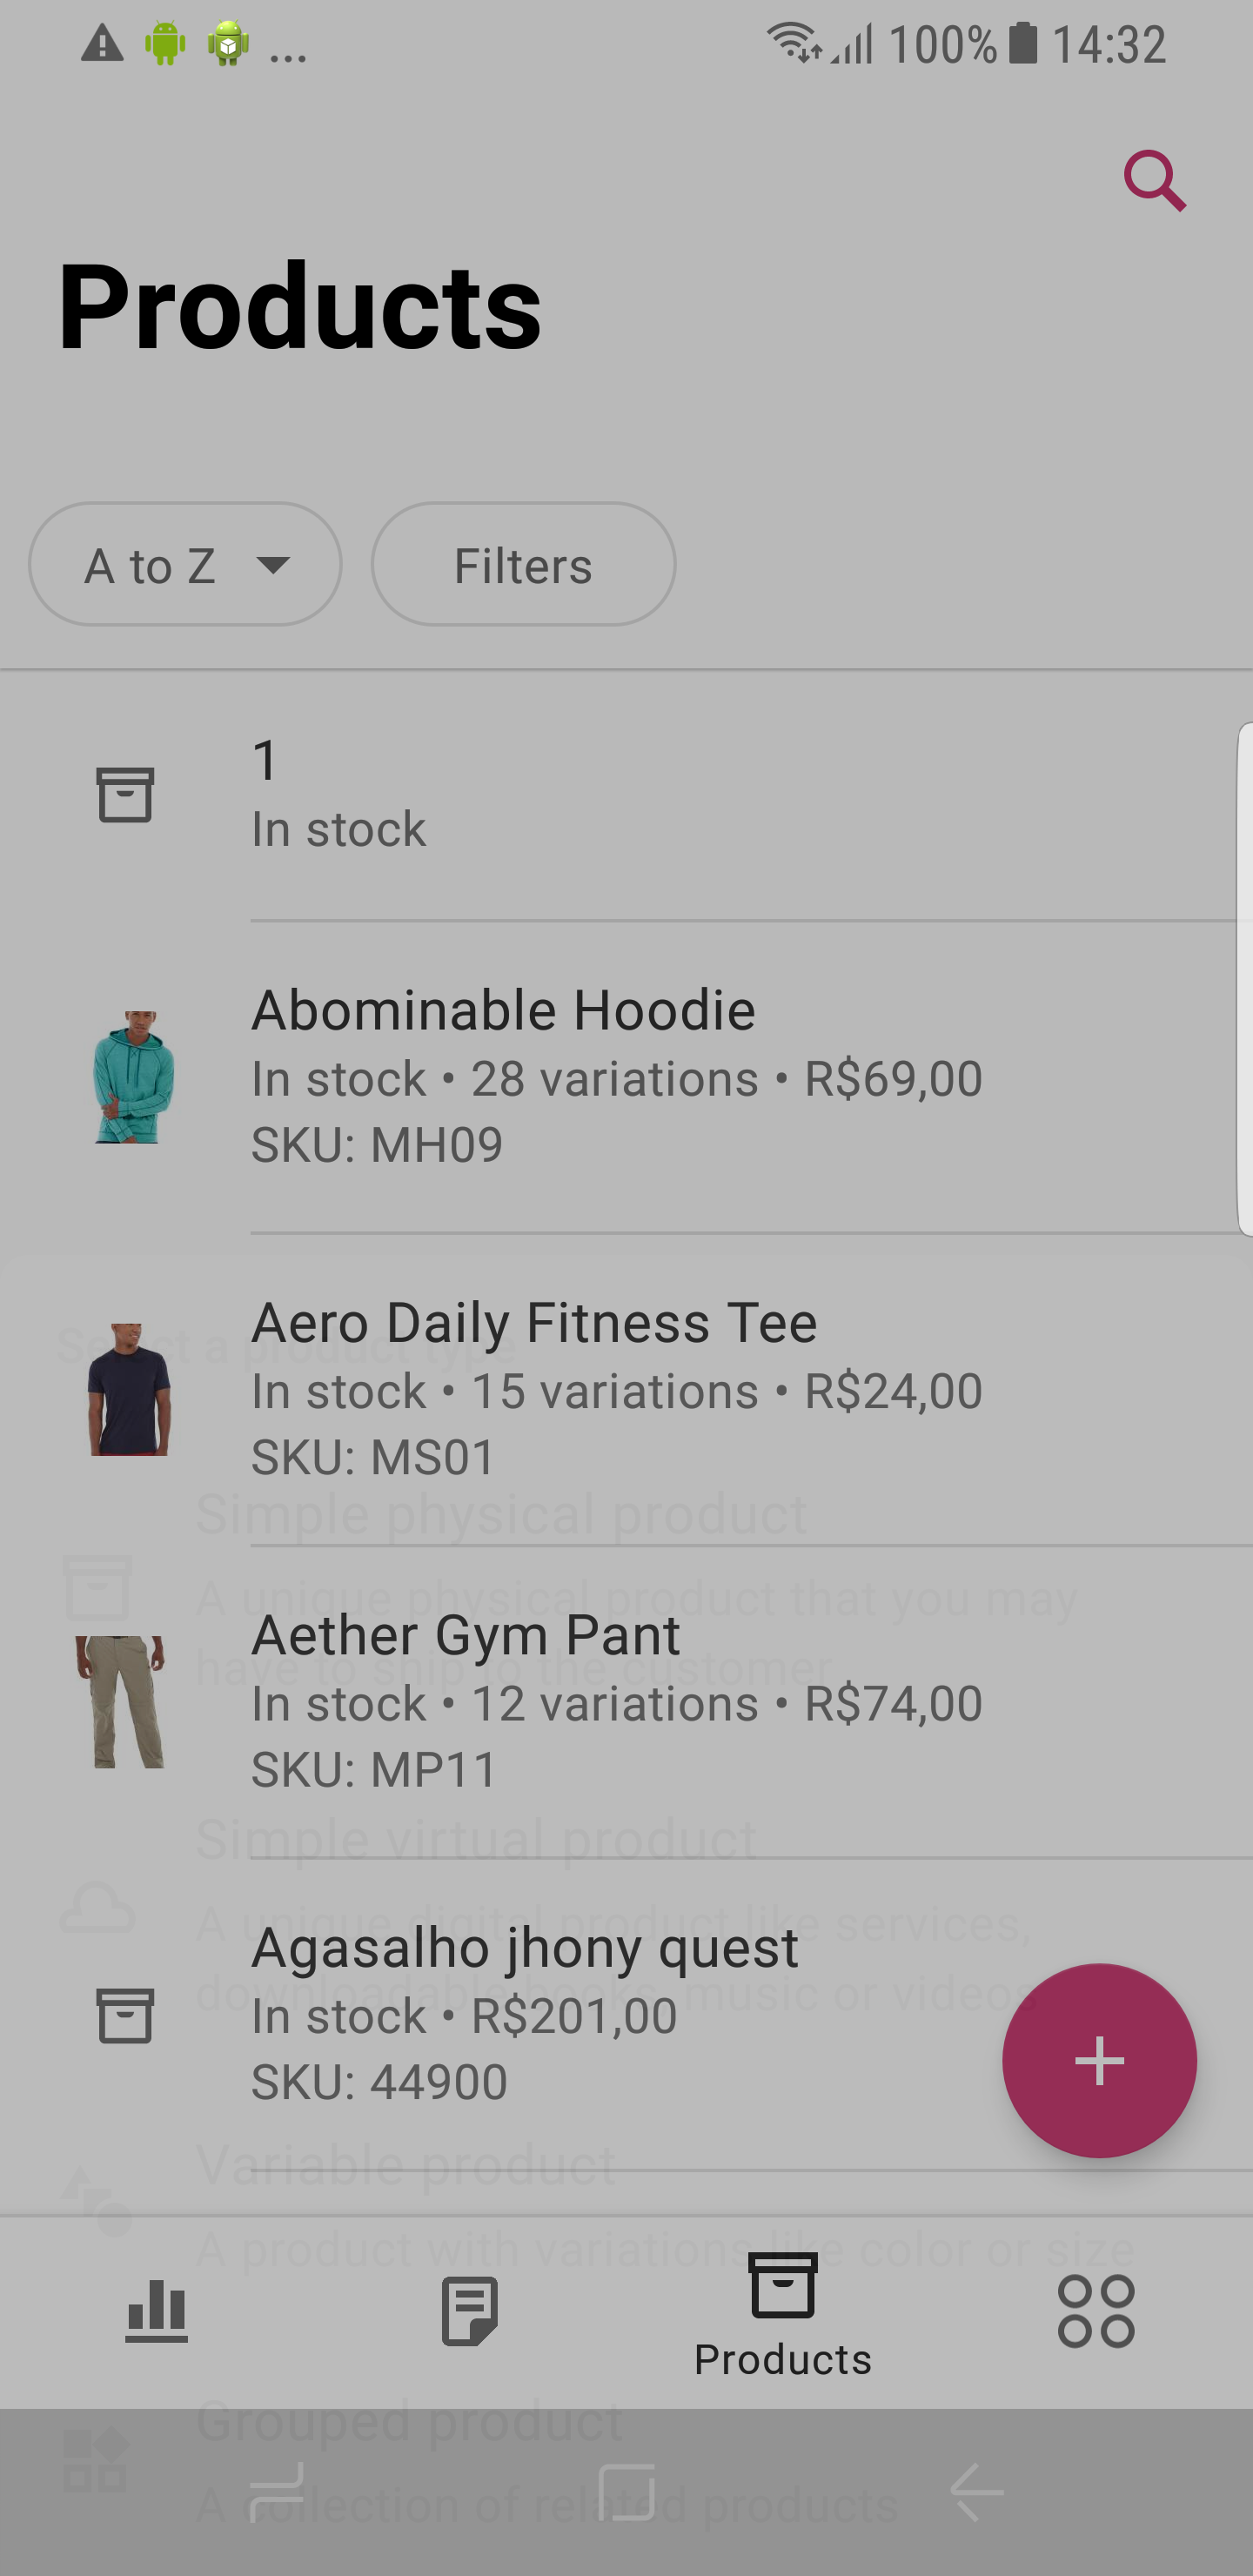 ... 100% 14:32
Products
A to Z
Filters
1
In stock
Abominable Hoodie
In stock • 28 variations • R$69,00
SKU: MH09
Aero Daily Fitness Tee
Select a product type
In stock • 15 variations • R$24,00
SKU: MS01
Simple physical product
A unique physical product that you may
Aether Gym Pant
have to ship to the customer
In stock • 12 variations • R$74,00
SKU: MP11
Simple virtual product
A unique digital product like services,
Agasalho jhony quest
downloadable books, music or videos
In stock • R$201,00
SKU: 44900
Variable product
A product with variations like color or size
Products
Grouped product
A collection of related products